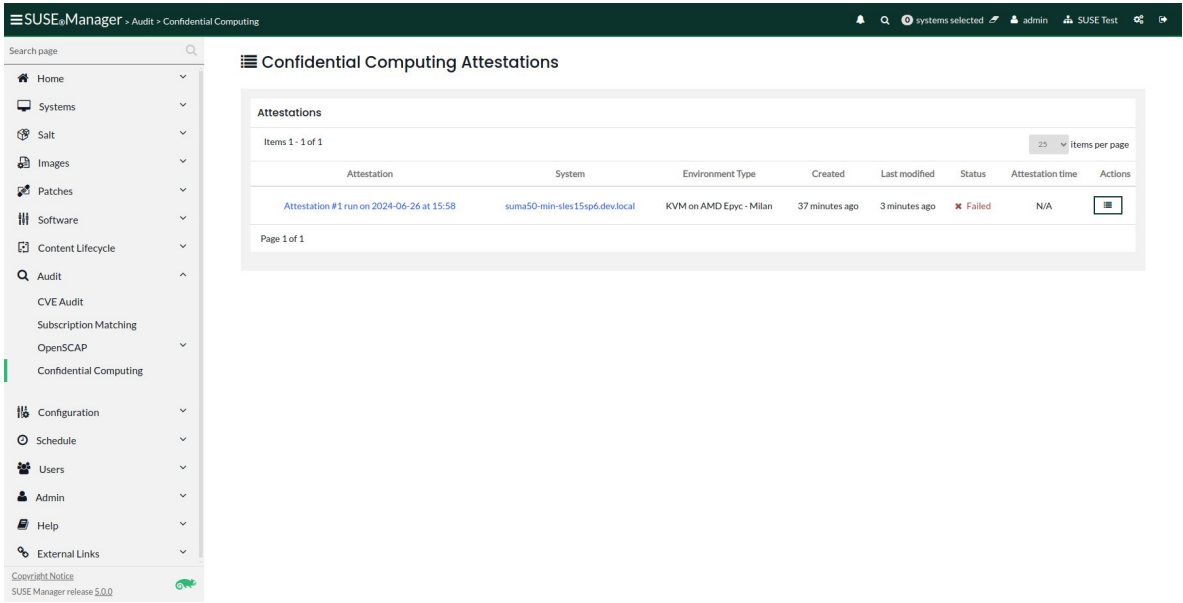 SUSE®Manager > Audit > Confidential Computing
0 systems selected admin SUSE Test
Search page
Home
Systems
Salt
Images
Patches
Software
Content Lifecycle
Audit
CVE Audit
Subscription Matching
OpenSCAP
Confidential Computing
Configuration
Schedule
Users
Admin
Help
External Links
Copyright Notice
SUSE Manager release 5.0.0
Confidential Computing Attestations
Attestations
Items 1 - 1 of 1
25 items per page
Attestation System Environment Type Created Last modified Status Attestation time Actions
Attestation #1 run on 2024-06-26 at 15:58 suma50-min-sles15sp6.dev.local KVM on AMD Epyc - Milan 37 minutes ago 3 minutes ago Failed N/A
Page 1 of 1